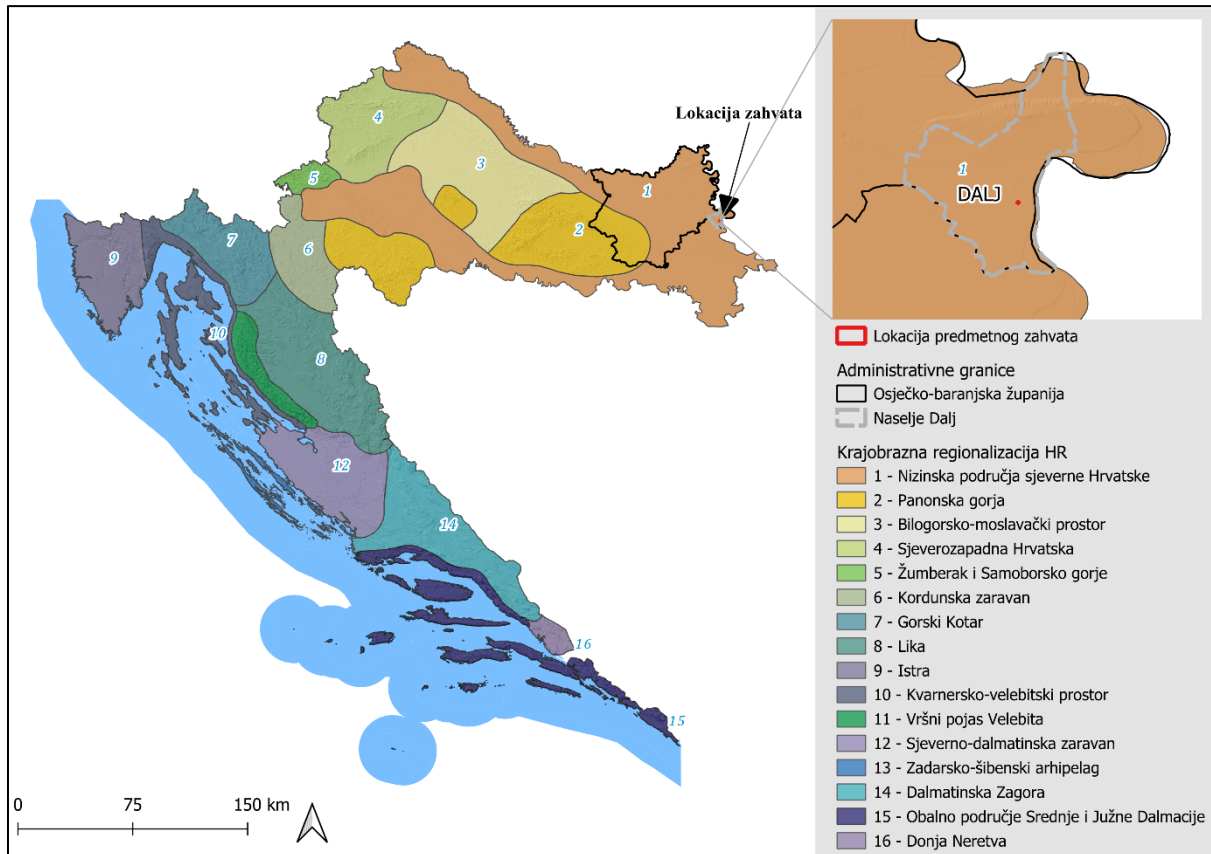 Lokacija zahvata
4
3
5
1
2
6
7
9
10
8
12
14
16
15
0 75 150 km
1
DALJ
Lokacija predmetnog zahvata
Administrativne granice
Osječko-baranjska županija
Naselje Dalj
Krajobrazna regionalizacija HR
1 - Nizinska područja sjeverne Hrvatske
2 - Panonska gorja
3 - Bilogorsko-moslavački prostor
4 - Sjeverozapadna Hrvatska
5 - Žumberak i Samoborsko gorje
6 - Kordunska zaravan
7 - Gorski Kotar
8 - Lika
9 - Istra
10 - Kvarnersko-velebitski prostor
11 - Vršni pojas Velebita
12 - Sjeverno-dalmatinska zaravan
13 - Zadarsko-šibenski arhipelag
14 - Dalmatinska Zagora
15 - Obalno područje Srednje i Južne Dalmacije
16 - Donja Neretva